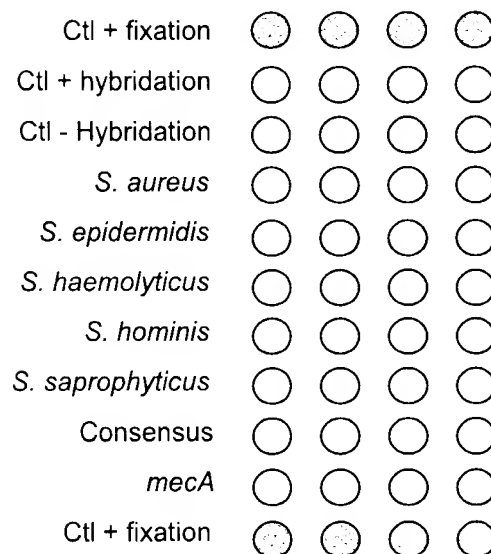 Ctl + fixation
Ctl + hybridation
Ctl - Hybridation
S. aureus
S. epidermidis
S. haemolyticus
S. hominis
S. saprophyticus
Consensus
mecA
Ctl + fixation